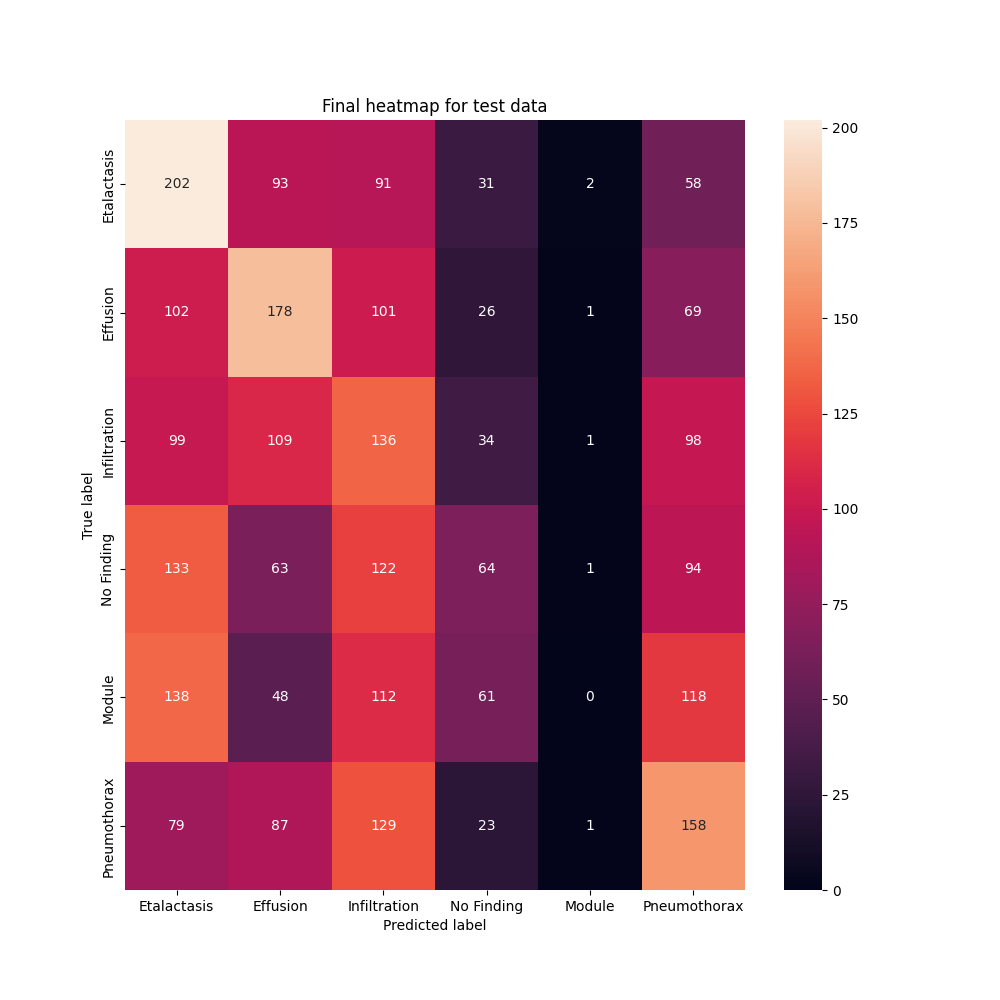 Final heatmap for test data
True label
Etalactasis 202 93 91 31 2 58
Effusion 102 178 101 26 1 69
Infiltration 99 109 136 34 1 98
No Finding 133 63 122 64 1 94
Module 138 48 112 61 0 118
Pneumothorax 79 87 129 23 1 158
Etalactasis Effusion Infiltration No Finding Module Pneumothorax
Predicted label
200
175
150
125
100
75
50
25
0